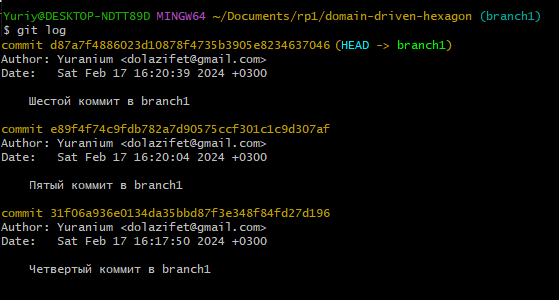 Yuriy@DESKTOP-NDTT89D MINGW64 ~/Documents/rp1/domain-driven-hexagon (branch1)
$ git log
commit d87a7f4886023d10878f4735b3905e8234637046 (HEAD -> branch1)
Author: Yuranium <dolazifet@gmail.com>
Date:   Sat Feb 17 16:20:39 2024 +0300
Шестой коммит в branch1
commit e89f4f74c9fdb782a7d90575ccf301c1c9d307af
Author: Yuranium <dolazifet@gmail.com>
Date:   Sat Feb 17 16:20:04 2024 +0300
Пятый коммит в branch1
commit 31f06a936e0134da35bbd87f3e348f84fd27d196
Author: Yuranium <dolazifet@gmail.com>
Date:   Sat Feb 17 16:17:50 2024 +0300
Четвертый коммит в branch1